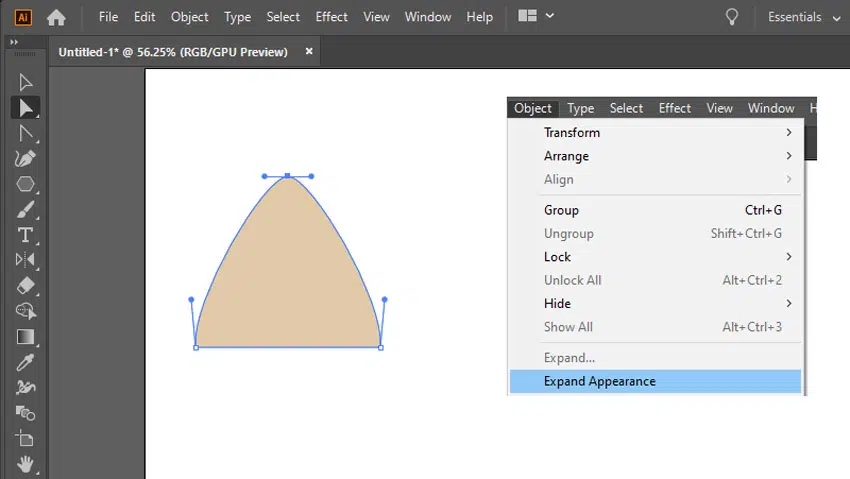 Ai File Edit Object Type Select Effect View Window Help Essentials
Untitled-1* @ 56.25% (RGB/GPU Preview) ×
Object Type Select Effect View Window H
Transform
Arrange
Align
Group Ctrl+G
Ungroup Shift+Ctrl+G
Lock
Unlock All Alt+Ctrl+2
Hide
Show All Alt+Ctrl+3
Expand...
Expand Appearance